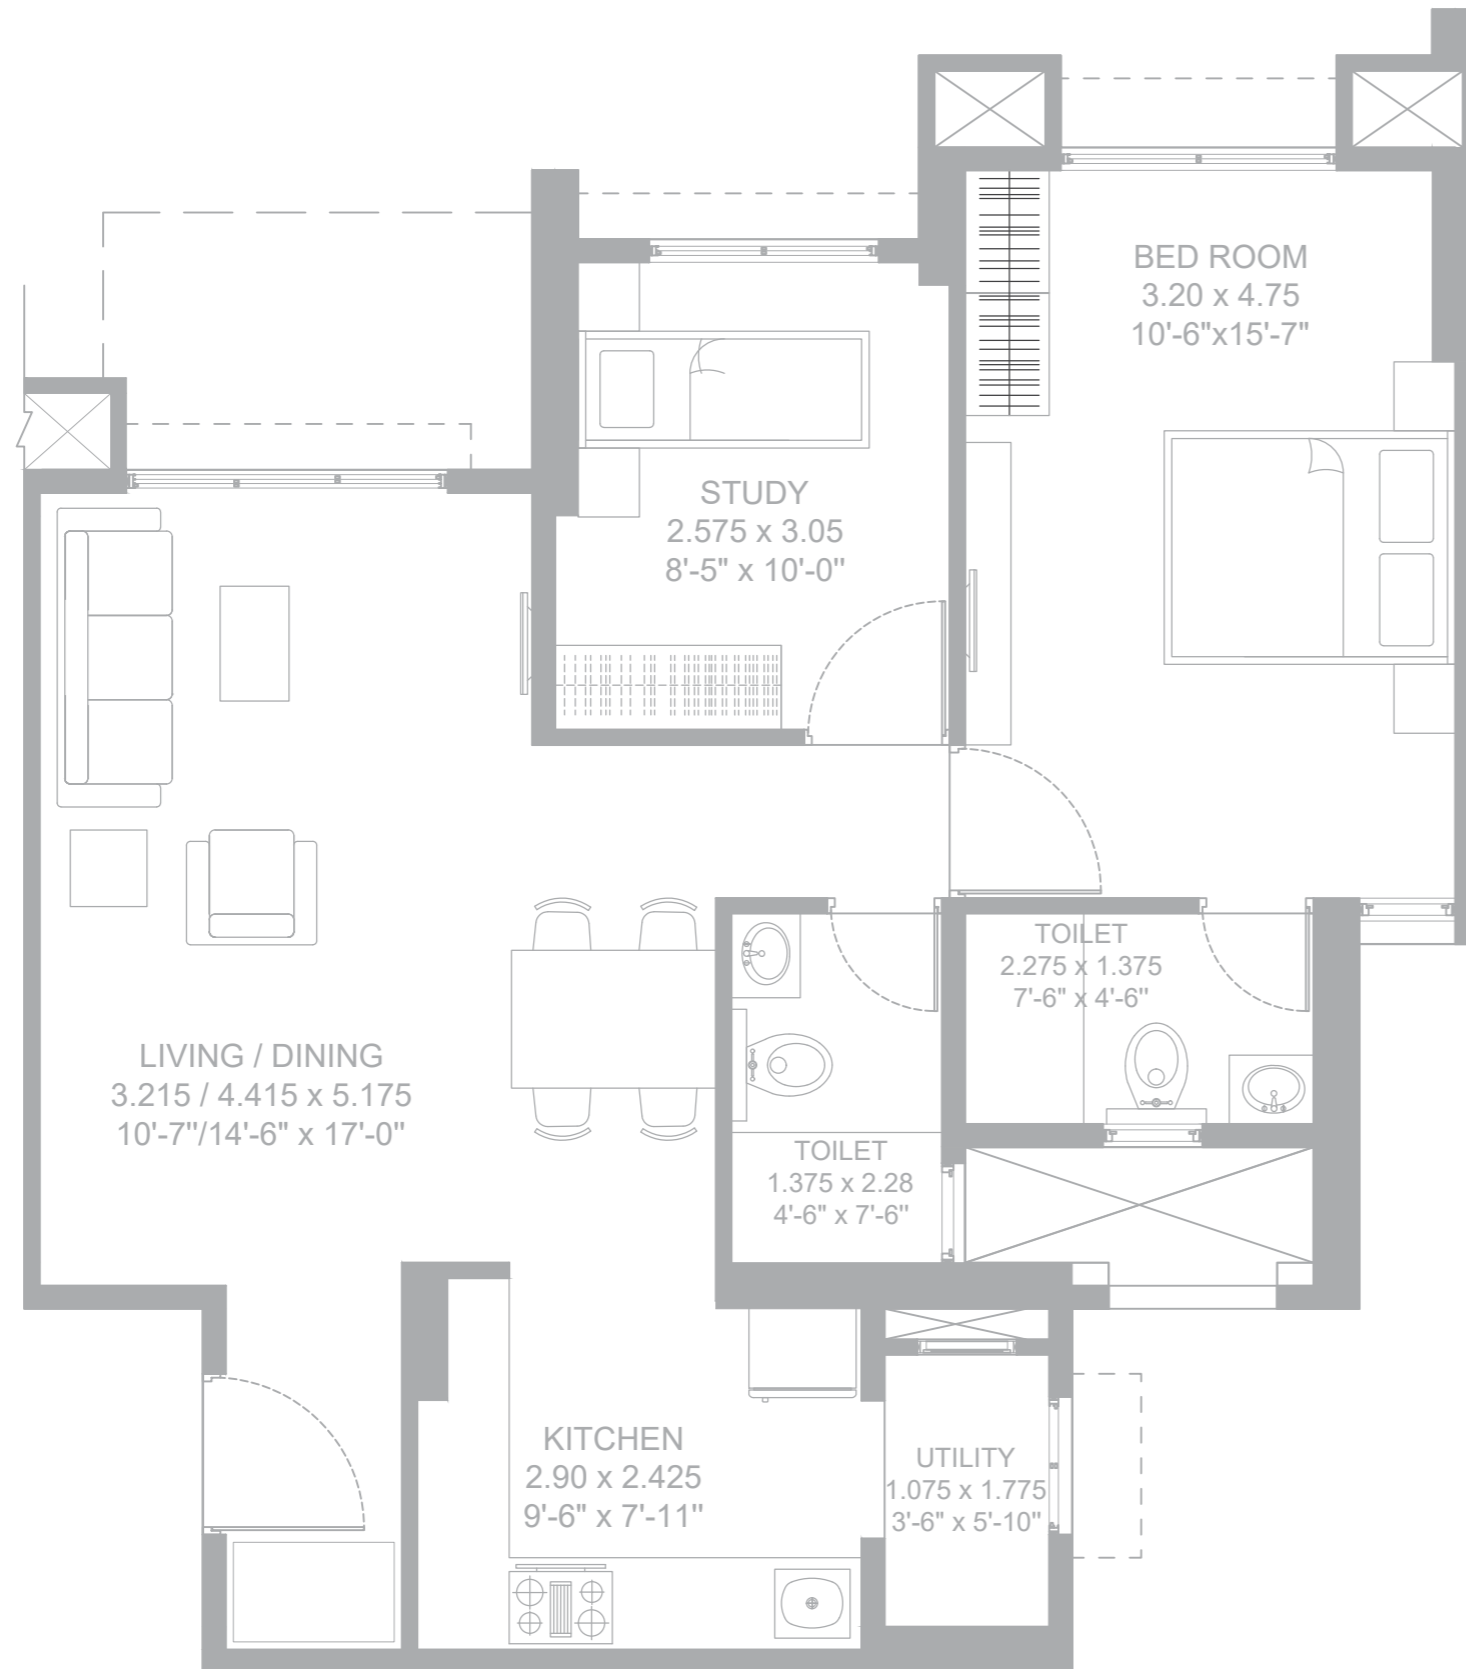 BED ROOM
3.20 x 4.75
10'-6"x15'-7"
STUDY
2.575 x 3.05
8'-5" x 10'-0"
TOILET
2.275 x 1.375
7'-6" x 4'-6"
LIVING / DINING
3.215 / 4.415 x 5.175
10'-7"/14'-6" x 17'-0"
TOILET
1.375 x 2.28
4'-6" x 7'-6"
KITCHEN
2.90 x 2.425
9'-6" x 7'-11"
UTILITY
1.075 x 1.775
3'-6" x 5'-10"